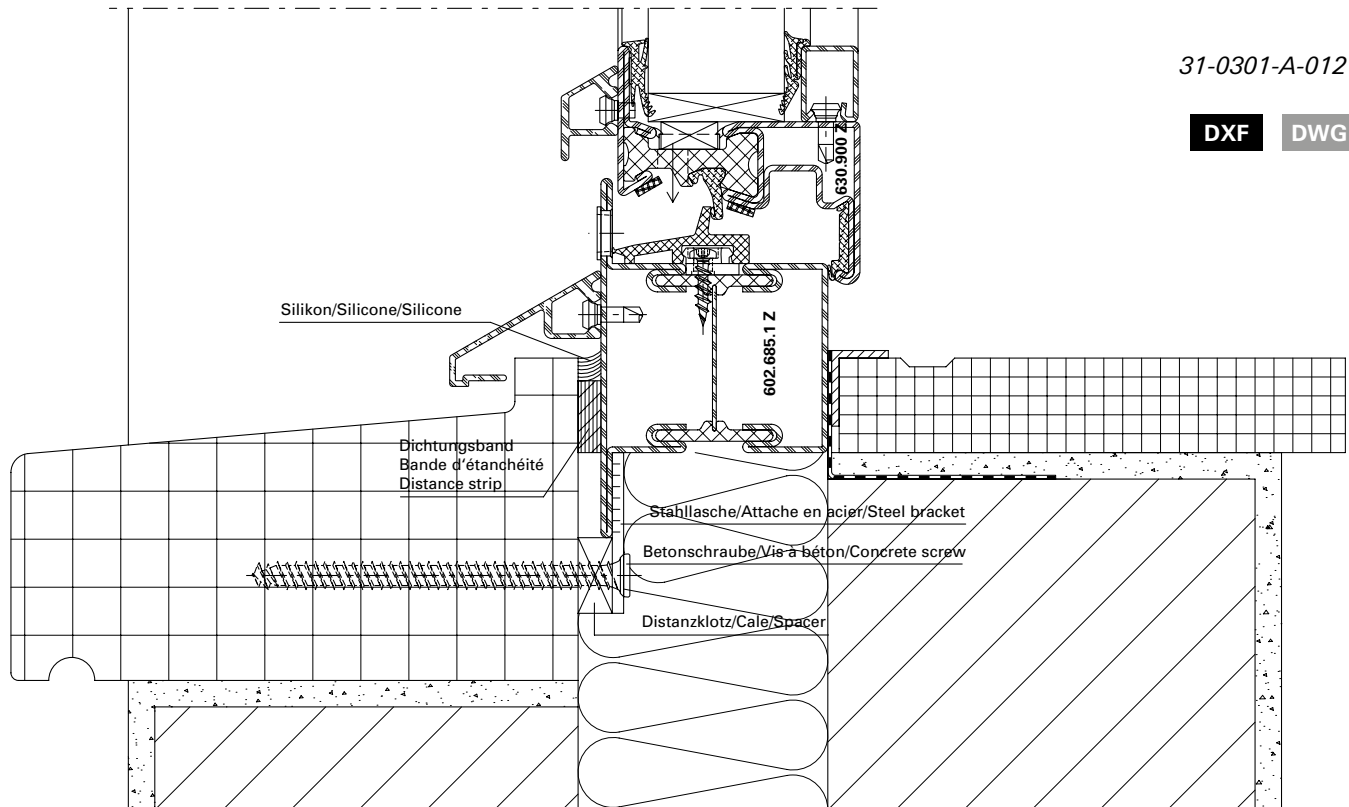 31-0301-A-012
DXF DWG
630.900 Z
Silikon/Silicone/Silicone
602.685.1 Z
Dichtungsband
Bande d'étanchéité
Distance strip
Stahllasche/Attache en acier/Steel bracket
Betonschraube/Vis à béton/Concrete screw
Distanzklotz/Cale/Spacer